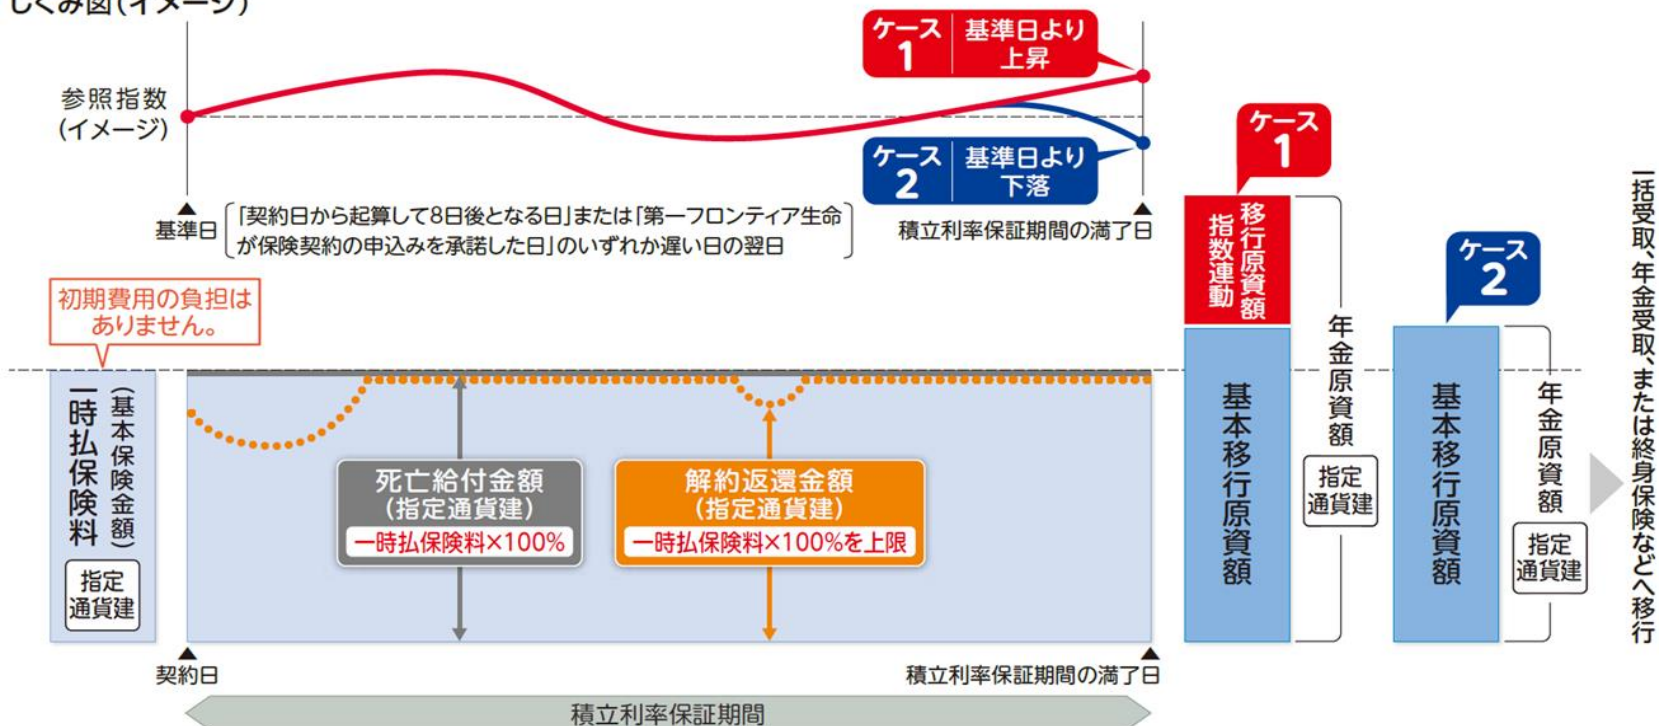 しくみ図（イメージ）
ケース
1
基準日より
上昇
参照指数
（イメージ）
ケース
2
基準日より
下落
基準日
「契約日から起算して8日後となる日」または「第一フロンティア生命
が保険契約の申込みを承諾した日」のいずれか遅い日の翌日
積立利率保証期間の満了日
初期費用の負担は
ありません。
一時払保険料
（基本保険金額）
指定
通貨建
死亡給付金額
（指定通貨建）
一時払保険料×100%
解約返還金額
（指定通貨建）
一時払保険料×100%を上限
契約日
積立利率保証期間の満了日
積立利率保証期間
ケース
1
指数連動
移行原資額
基本移行原資額
年金原資額
指定
通貨建
ケース
2
基本移行原資額
年金原資額
指定
通貨建
一括受取、年金受取、または終身保険などへ移行